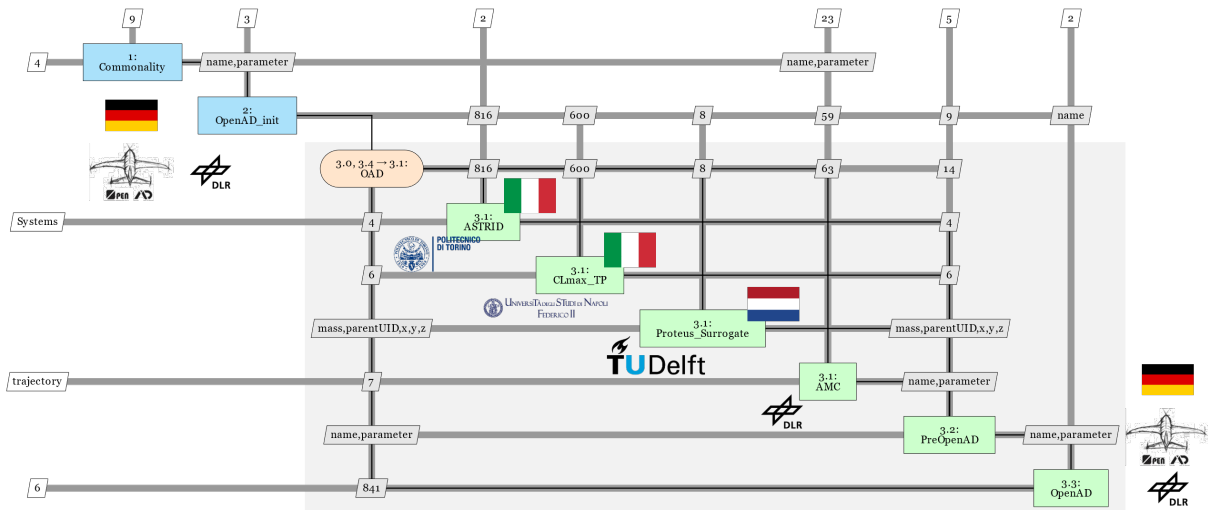 9
3
2
23
5
2
4
1:
Commonality
name,parameter
name,parameter
2:
OpenAD_init
816
600
8
59
9
name
3.0, 3.4→3.1:
OAD
816
600
8
63
14
PEN AD
DLR
Systems
4
3.1:
ASTRID
4
POLITECNICO
DI TORINO
6
3.1:
CLmax_TP
6
UNIVERSITÀ DEGLI STUDI DI NAPOLI
FEDERICO II
mass,parentUID,x,y,z
3.1:
Proteus_Surrogate
mass,parentUID,x,y,z
TUDelft
trajectory
7
3.1:
AMC
name,parameter
DLR
name,parameter
3.2:
PreOpenAD
name,parameter
PEN AD
6
841
3.3:
OpenAD
DLR